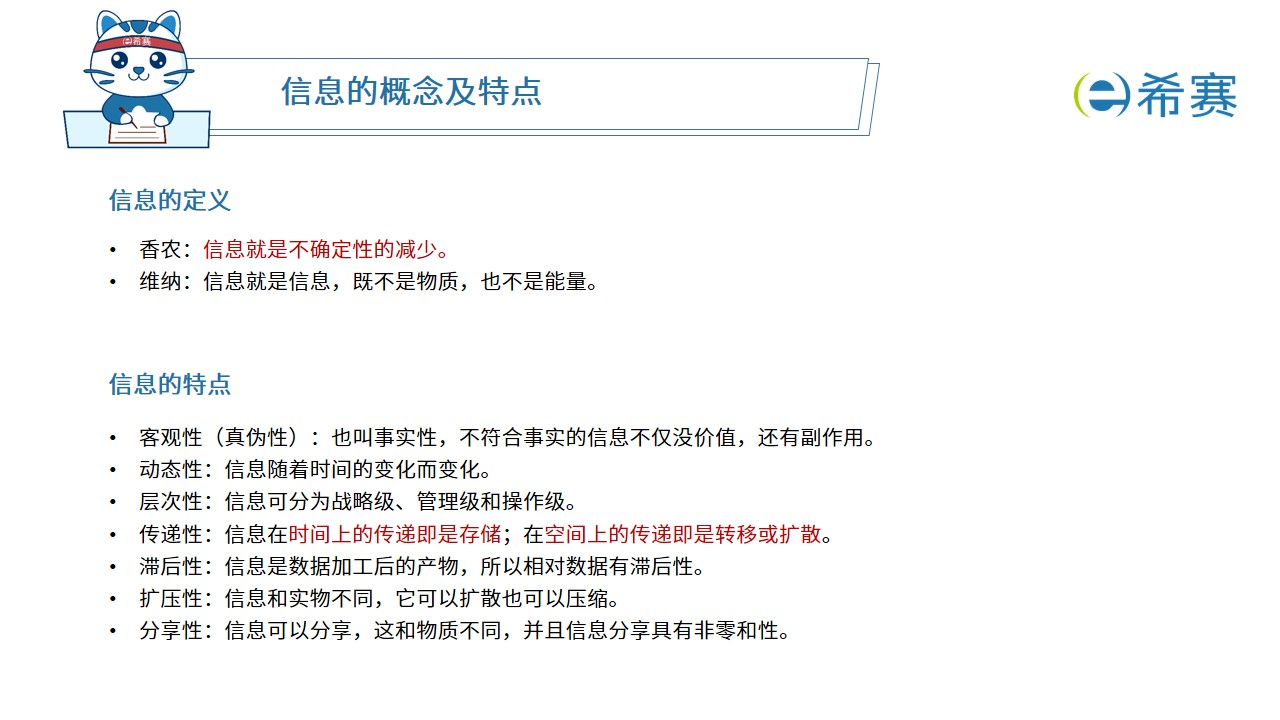 希赛
信息的概念及特点
希赛
信息的定义
• 香农：信息就是不确定性的减少。
• 维纳：信息就是信息，既不是物质，也不是能量。
信息的特点
• 客观性（真伪性）：也叫事实性，不符合事实的信息不仅没价值，还有副作用。
• 动态性：信息随着时间的变化而变化。
• 层次性：信息可分为战略级、管理级和操作级。
• 传递性：信息在时间上的传递即是存储；在空间上的传递即是转移或扩散。
• 滞后性：信息是数据加工后的产物，所以相对数据有滞后性。
• 扩压性：信息和实物不同，它可以扩散也可以压缩。
• 分享性：信息可以分享，这和物质不同，并且信息分享具有非零和性。